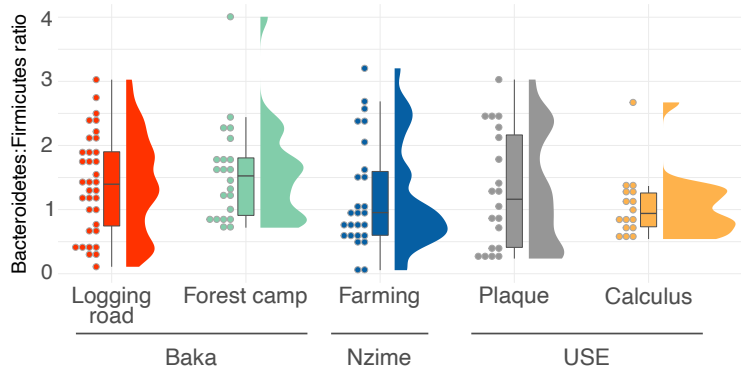 Bacteroidetes:Firmicutes ratio
4
3
2
1
0
Logging
road
Forest camp
Farming
Plaque
Calculus
Baka
Nzime
USE